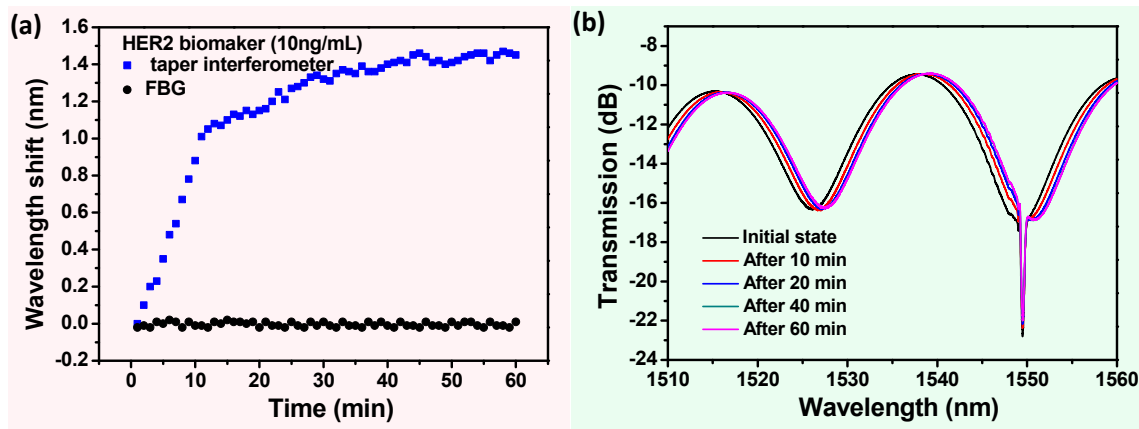 (a)
HER2 biomaker (10ng/mL)
taper interferometer
FBG
Wavelength shift (nm)
1.6
1.4
1.2
1.0
0.8
0.6
0.4
0.2
0.0
-0.2
0 10 20 30 40 50 60
Time (min)
(b)
Transmission (dB)
-8
-10
-12
-14
-16
-18
-20
-22
-24
Initial state
After 10 min
After 20 min
After 40 min
After 60 min
1510 1520 1530 1540 1550 1560
Wavelength (nm)